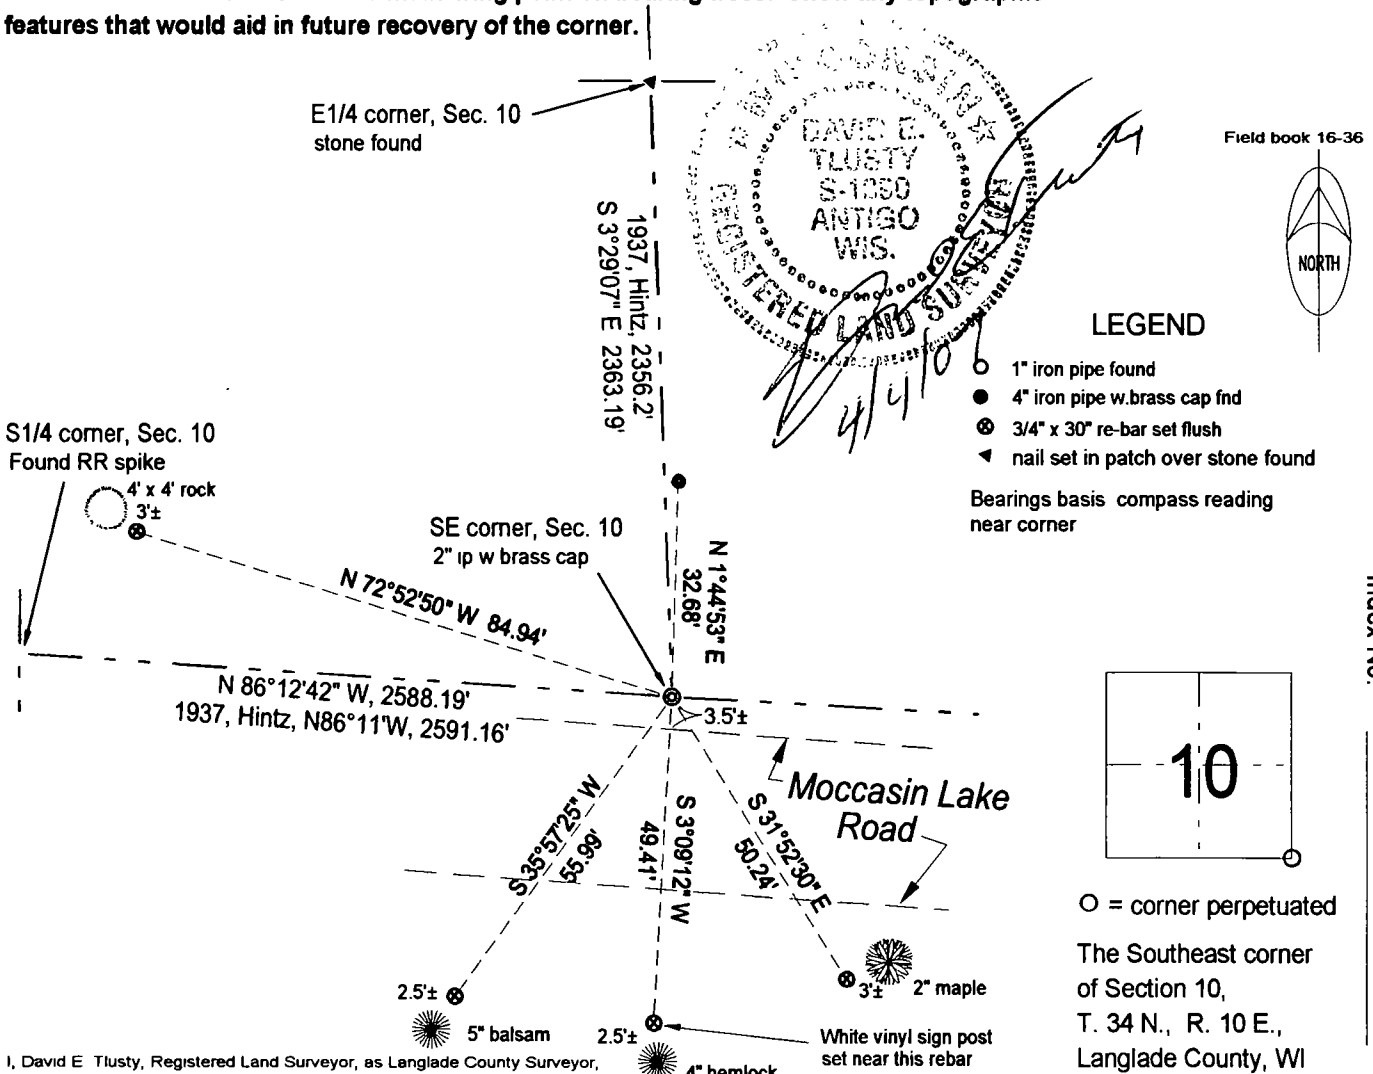 features that would aid in future recovery of the corner.
E1/4 corner, Sec. 10
stone found
WISCONSIN
DAVID E.
TLUSTY
S-1390
ANTIGO
WIS.
REGISTERED LAND SURVEYOR
Field book 16-36
NORTH
1937, Hintz, 2356.2'
S 3°29'07" E 2363.19'
LEGEND
1" iron pipe found
4" iron pipe w.brass cap fnd
3/4" x 30" re-bar set flush
nail set in patch over stone found
Bearings basis compass reading
near corner
S1/4 corner, Sec. 10
Found RR spike
4' x 4' rock
3'±
SE corner, Sec. 10
2" ip w brass cap
N 1°44'53" E
32.68'
N 72°52'50" W 84.94'
N 86°12'42" W, 2588.19'
1937, Hintz, N86°11'W, 2591.16'
3.5'±
Moccasin Lake
Road
S 35°57'25" W
55.99'
S 3°09'12" W
49.41'
S 31°52'30" E
50.24'
10
O = corner perpetuated
The Southeast corner
of Section 10,
T. 34 N., R. 10 E.,
Langlade County, WI
2.5'±
5" balsam
2.5'±
4" hemlock
3'±
2" maple
White vinyl sign post
set near this rebar
I, David E Tlusty, Registered Land Surveyor, as Langlade County Surveyor,